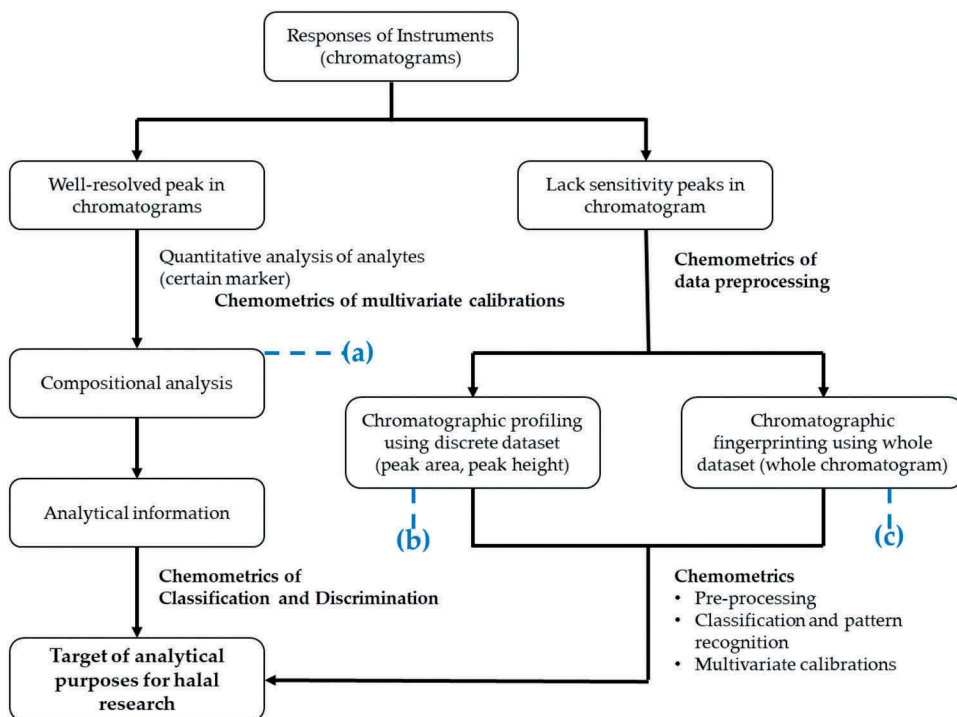 Responses of Instruments
(chromatograms)
Well-resolved peak in
chromatograms
Lack sensitivity peaks in
chromatogram
Quantitative analysis of analytes
(certain marker)
Chemometrics of multivariate calibrations
Chemometrics of
data preprocessing
(a)
Compositional analysis
Chromatographic profiling
using discrete dataset
(peak area, peak height)
Chromatographic
fingerprinting using whole
dataset (whole chromatogram)
Analytical information
(b)
(c)
Chemometrics of
Classification and Discrimination
Chemometrics
• Pre-processing
• Classification and pattern
recognition
• Multivariate calibrations
Target of analytical
purposes for halal
research